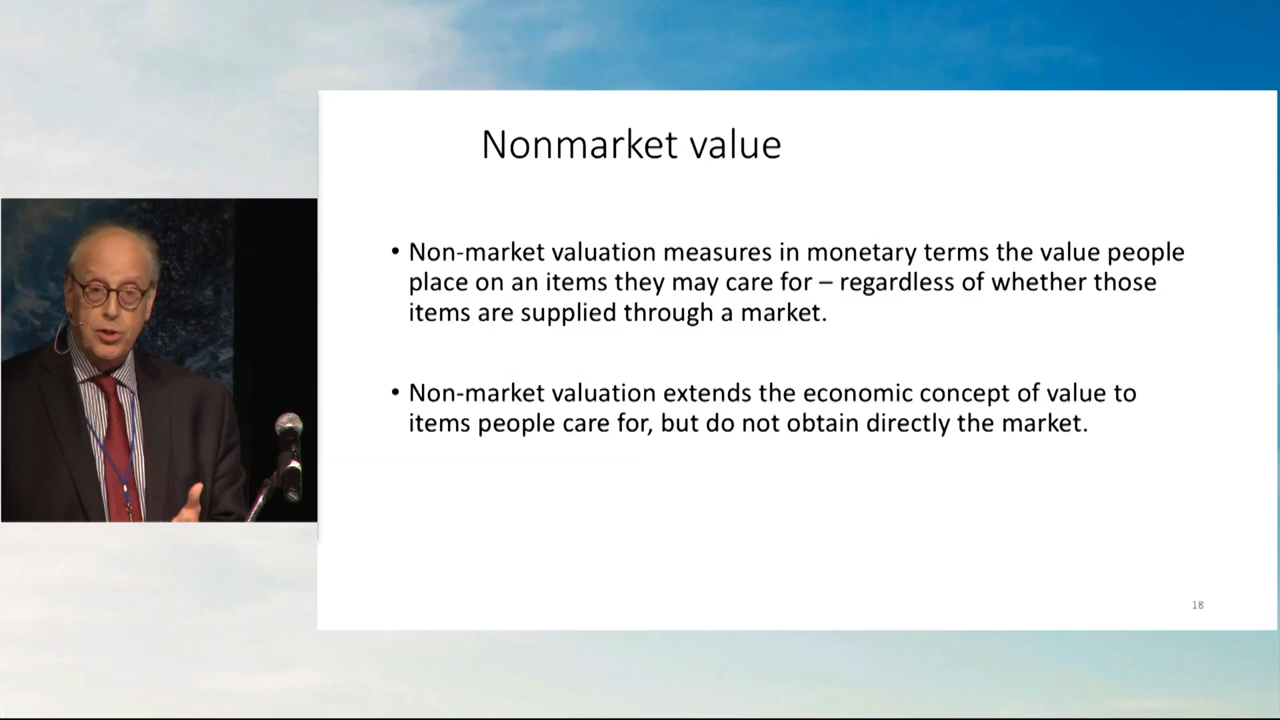 Nonmarket value
• Non-market valuation measures in monetary terms the value people
place on an items they may care for – regardless of whether those
items are supplied through a market.
• Non-market valuation extends the economic concept of value to
items people care for, but do not obtain directly the market.
18